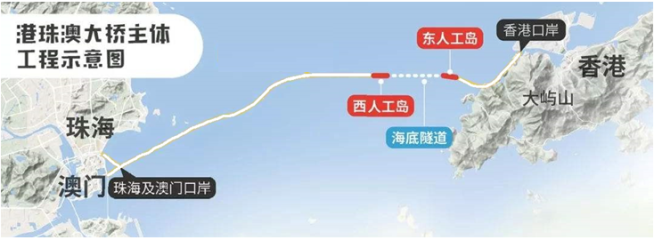 港珠澳大桥主体
工程示意图
东人工岛
香港口岸
香港
大屿山
西人工岛
海底隧道
珠海
澳门
珠海及澳门口岸